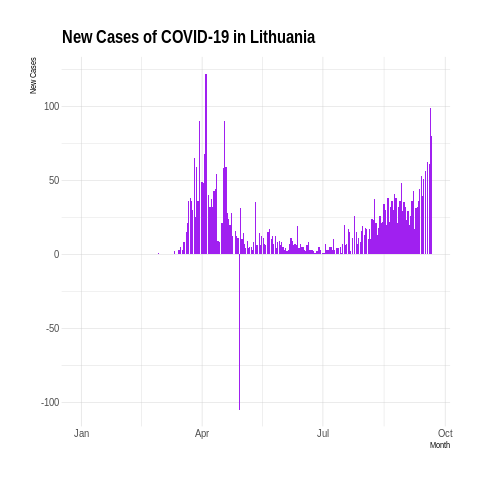 New Cases of COVID-19 in Lithuania
New Cases
100
50
0
-50
-100
Jan Apr Jul Oct
Month